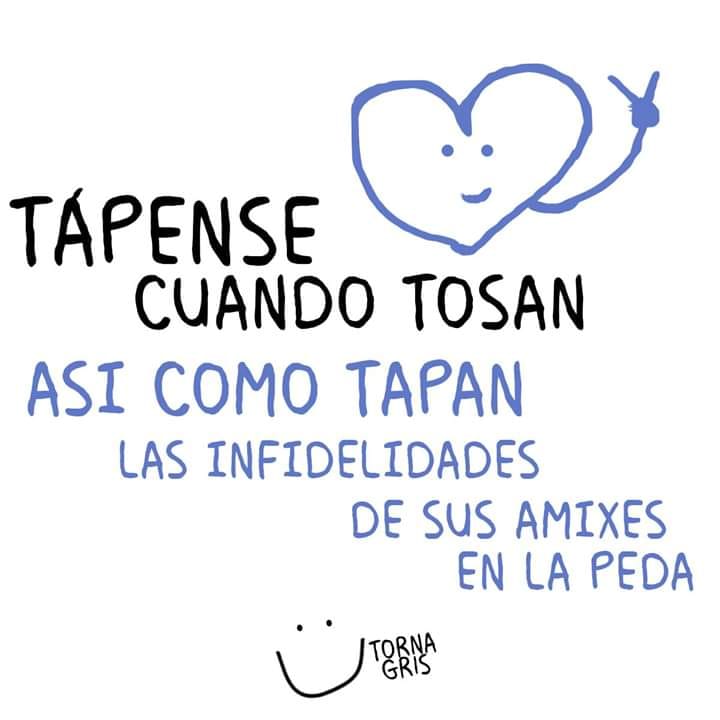 TÁPENSE
CUANDO TOSAN
ASI COMO TAPAN
LAS INFIDELIDADES
DE SUS AMIXES
EN LA PEDA
TORNA
GRIS